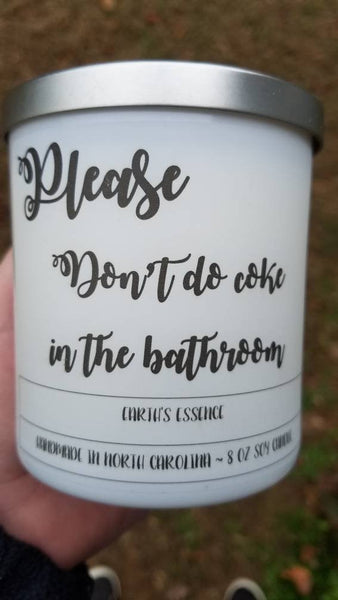 Please
Don't do coke
in the bathroom
EARTH'S ESSENCE
HANDMADE IN NORTH CAROLINA ~ 8 OZ SOY CANDLE